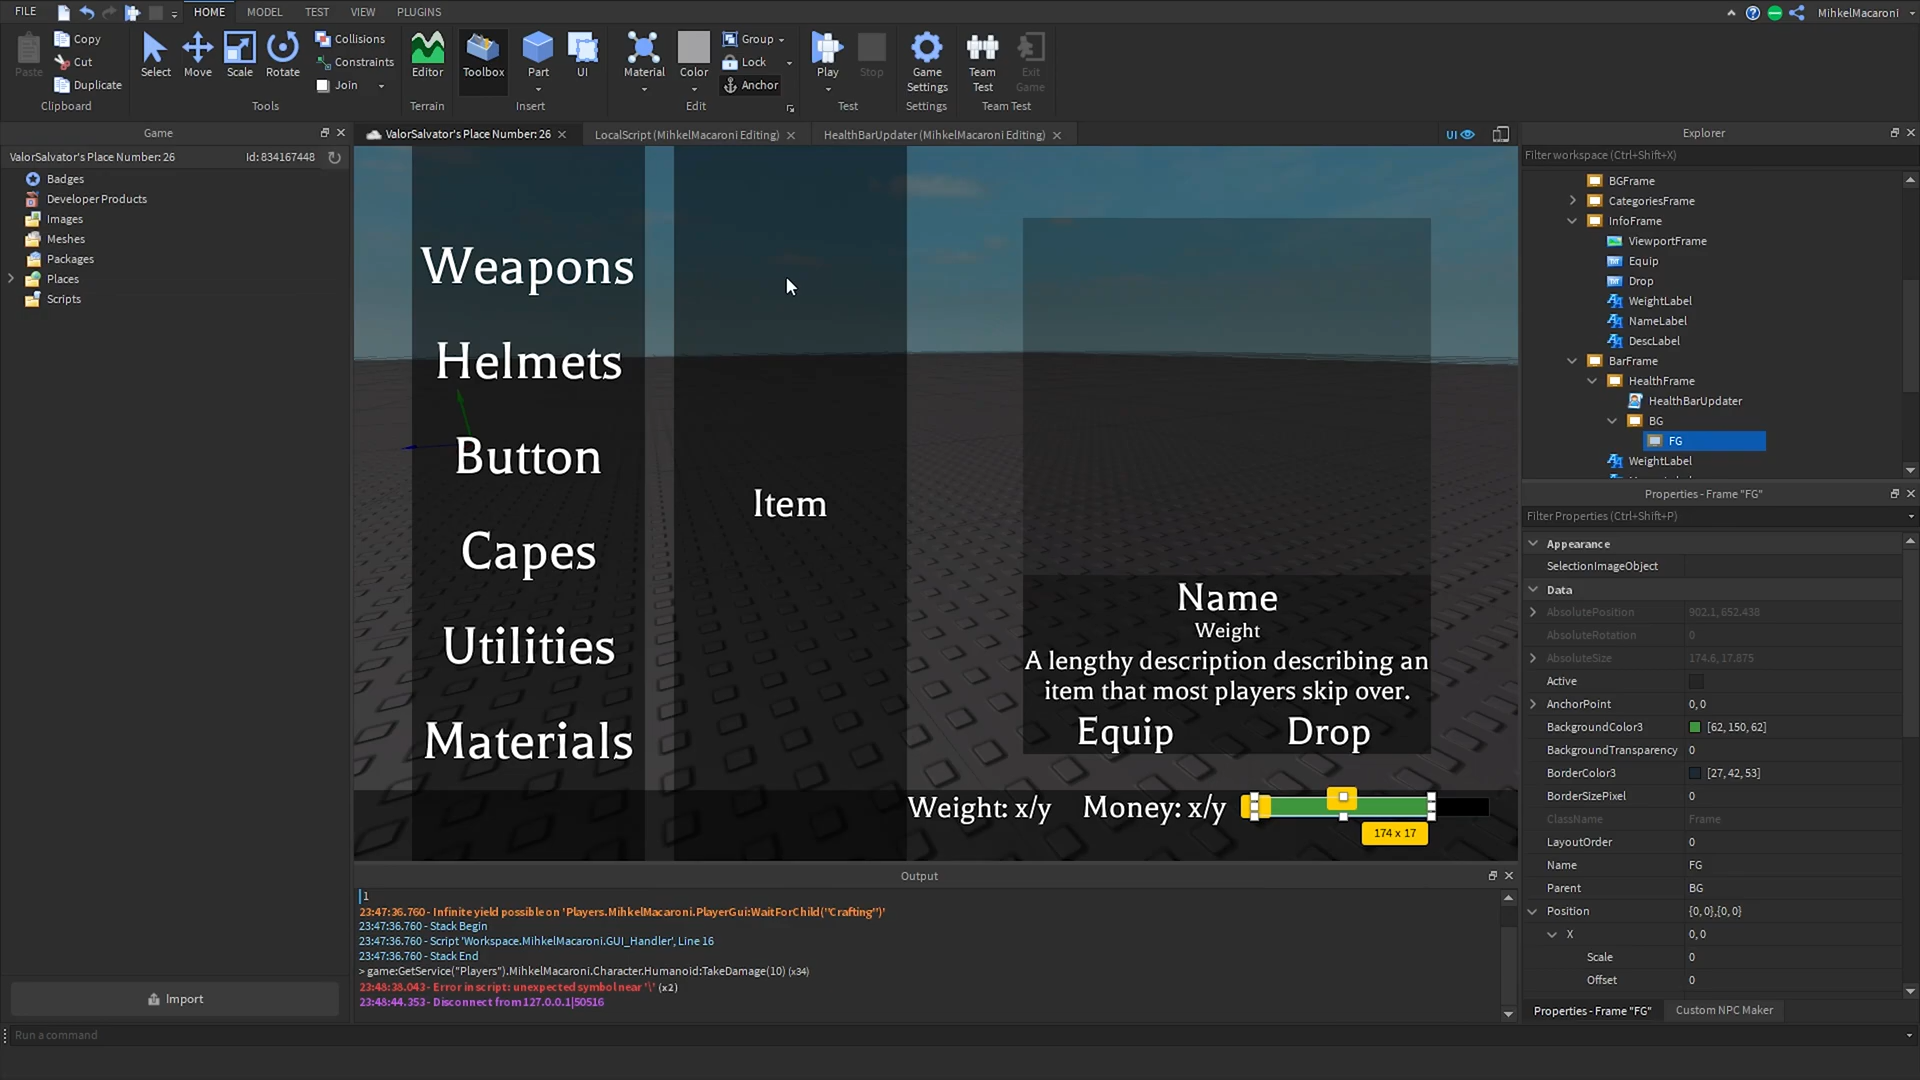 FILE
HOME
MODEL
TEST
VIEW
PLUGINS
MihkelMacaroni
Paste
Copy
Cut
Duplicate
Clipboard
Select
Move
Scale
Rotate
Collisions
Constraints
Join
Tools
Editor
Terrain
Toolbox
Part
UI
Insert
Material
Color
Group
Lock
Anchor
Edit
Play
Stop
Test
Game
Settings
Settings
Team
Test
Exit
Game
Team Test
Game
ValorSalvator's Place Number: 26
Id: 834167448
Badges
Developer Products
Images
Meshes
Packages
Places
Scripts
Import
ValorSalvator's Place Number: 26
LocalScript (MihkelMacaroni Editing)
HealthBarUpdater (MihkelMacaroni Editing)
UI
Weapons
Helmets
Button
Capes
Utilities
Materials
Item
Name
Weight
A lengthy description describing an
item that most players skip over.
Equip
Drop
Weight: x/y
Money: x/y
174 x 17
Output
1
23:47:36.760 - Infinite yield possible on 'Players.MihkelMacaroni.PlayerGui:WaitForChild("Crafting")'
23:47:36.760 - Stack Begin
23:47:36.760 - Script 'Workspace.MihkelMacaroni.GUI_Handler', Line 16
23:47:36.760 - Stack End
> game:GetService("Players").MihkelMacaroni.Character.Humanoid:TakeDamage(10) (x34)
23:48:38.043 - Error in script: unexpected symbol near '\' (x2)
23:48:44.353 - Disconnect from 127.0.0.1|50516
Run a command
Explorer
Filter workspace (Ctrl+Shift+X)
BGFrame
CategoriesFrame
InfoFrame
ViewportFrame
Equip
Drop
WeightLabel
NameLabel
DescLabel
BarFrame
HealthFrame
HealthBarUpdater
BG
FG
WeightLabel
Properties - Frame "FG"
Filter Properties (Ctrl+Shift+P)
Appearance
SelectionImageObject
Data
AbsolutePosition 902.1, 652.438
AbsoluteRotation 0
AbsoluteSize 174.6, 17.875
Active
AnchorPoint 0, 0
BackgroundColor3 [62, 150, 62]
BackgroundTransparency 0
BorderColor3 [27, 42, 53]
BorderSizePixel 0
ClassName Frame
LayoutOrder 0
Name FG
Parent BG
Position {0, 0},{0, 0}
X 0, 0
Scale 0
Offset 0
Properties - Frame "FG"
Custom NPC Maker